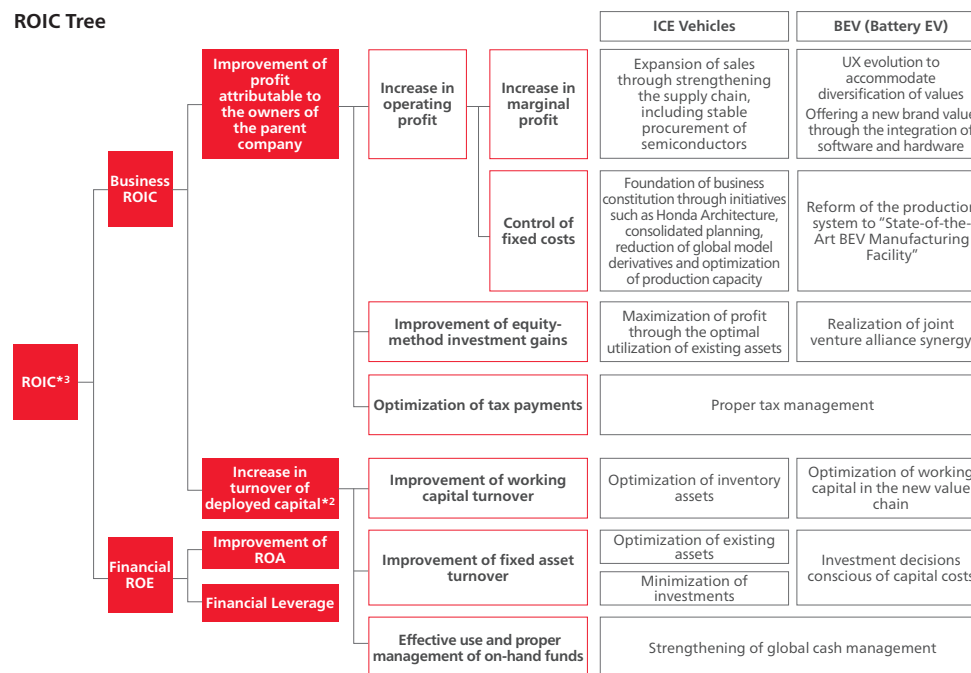 ROIC Tree
ICE Vehicles
BEV (Battery EV)
Improvement of
profit
attributable to
the owners of
the parent
company
Increase in
operating
profit
Increase in
marginal
profit
Expansion of sales
through strengthening
the supply chain,
including stable
procurement of
semiconductors
UX evolution to
accommodate
diversification of values
Offering a new brand value
through the integration of
software and hardware
Business
ROIC
Control of
fixed costs
Foundation of business
constitution through initiatives
such as Honda Architecture,
consolidated planning,
reduction of global model
derivatives and optimization
of production capacity
Reform of the production
system to “State-of-the-
Art BEV Manufacturing
Facility”
Improvement of equity-
method investment gains
Maximization of profit
through the optimal
utilization of existing assets
Realization of joint
venture alliance synergy
ROIC*3
Optimization of tax payments
Proper tax management
Increase in
turnover of
deployed capital*2
Improvement of working
capital turnover
Optimization of inventory
assets
Optimization of working
capital in the new value
chain
Financial
ROE
Improvement of
ROA
Financial Leverage
Improvement of fixed asset
turnover
Optimization of existing
assets
Minimization of
investments
Investment decisions
conscious of capital costs
Effective use and proper
management of on-hand funds
Strengthening of global cash management